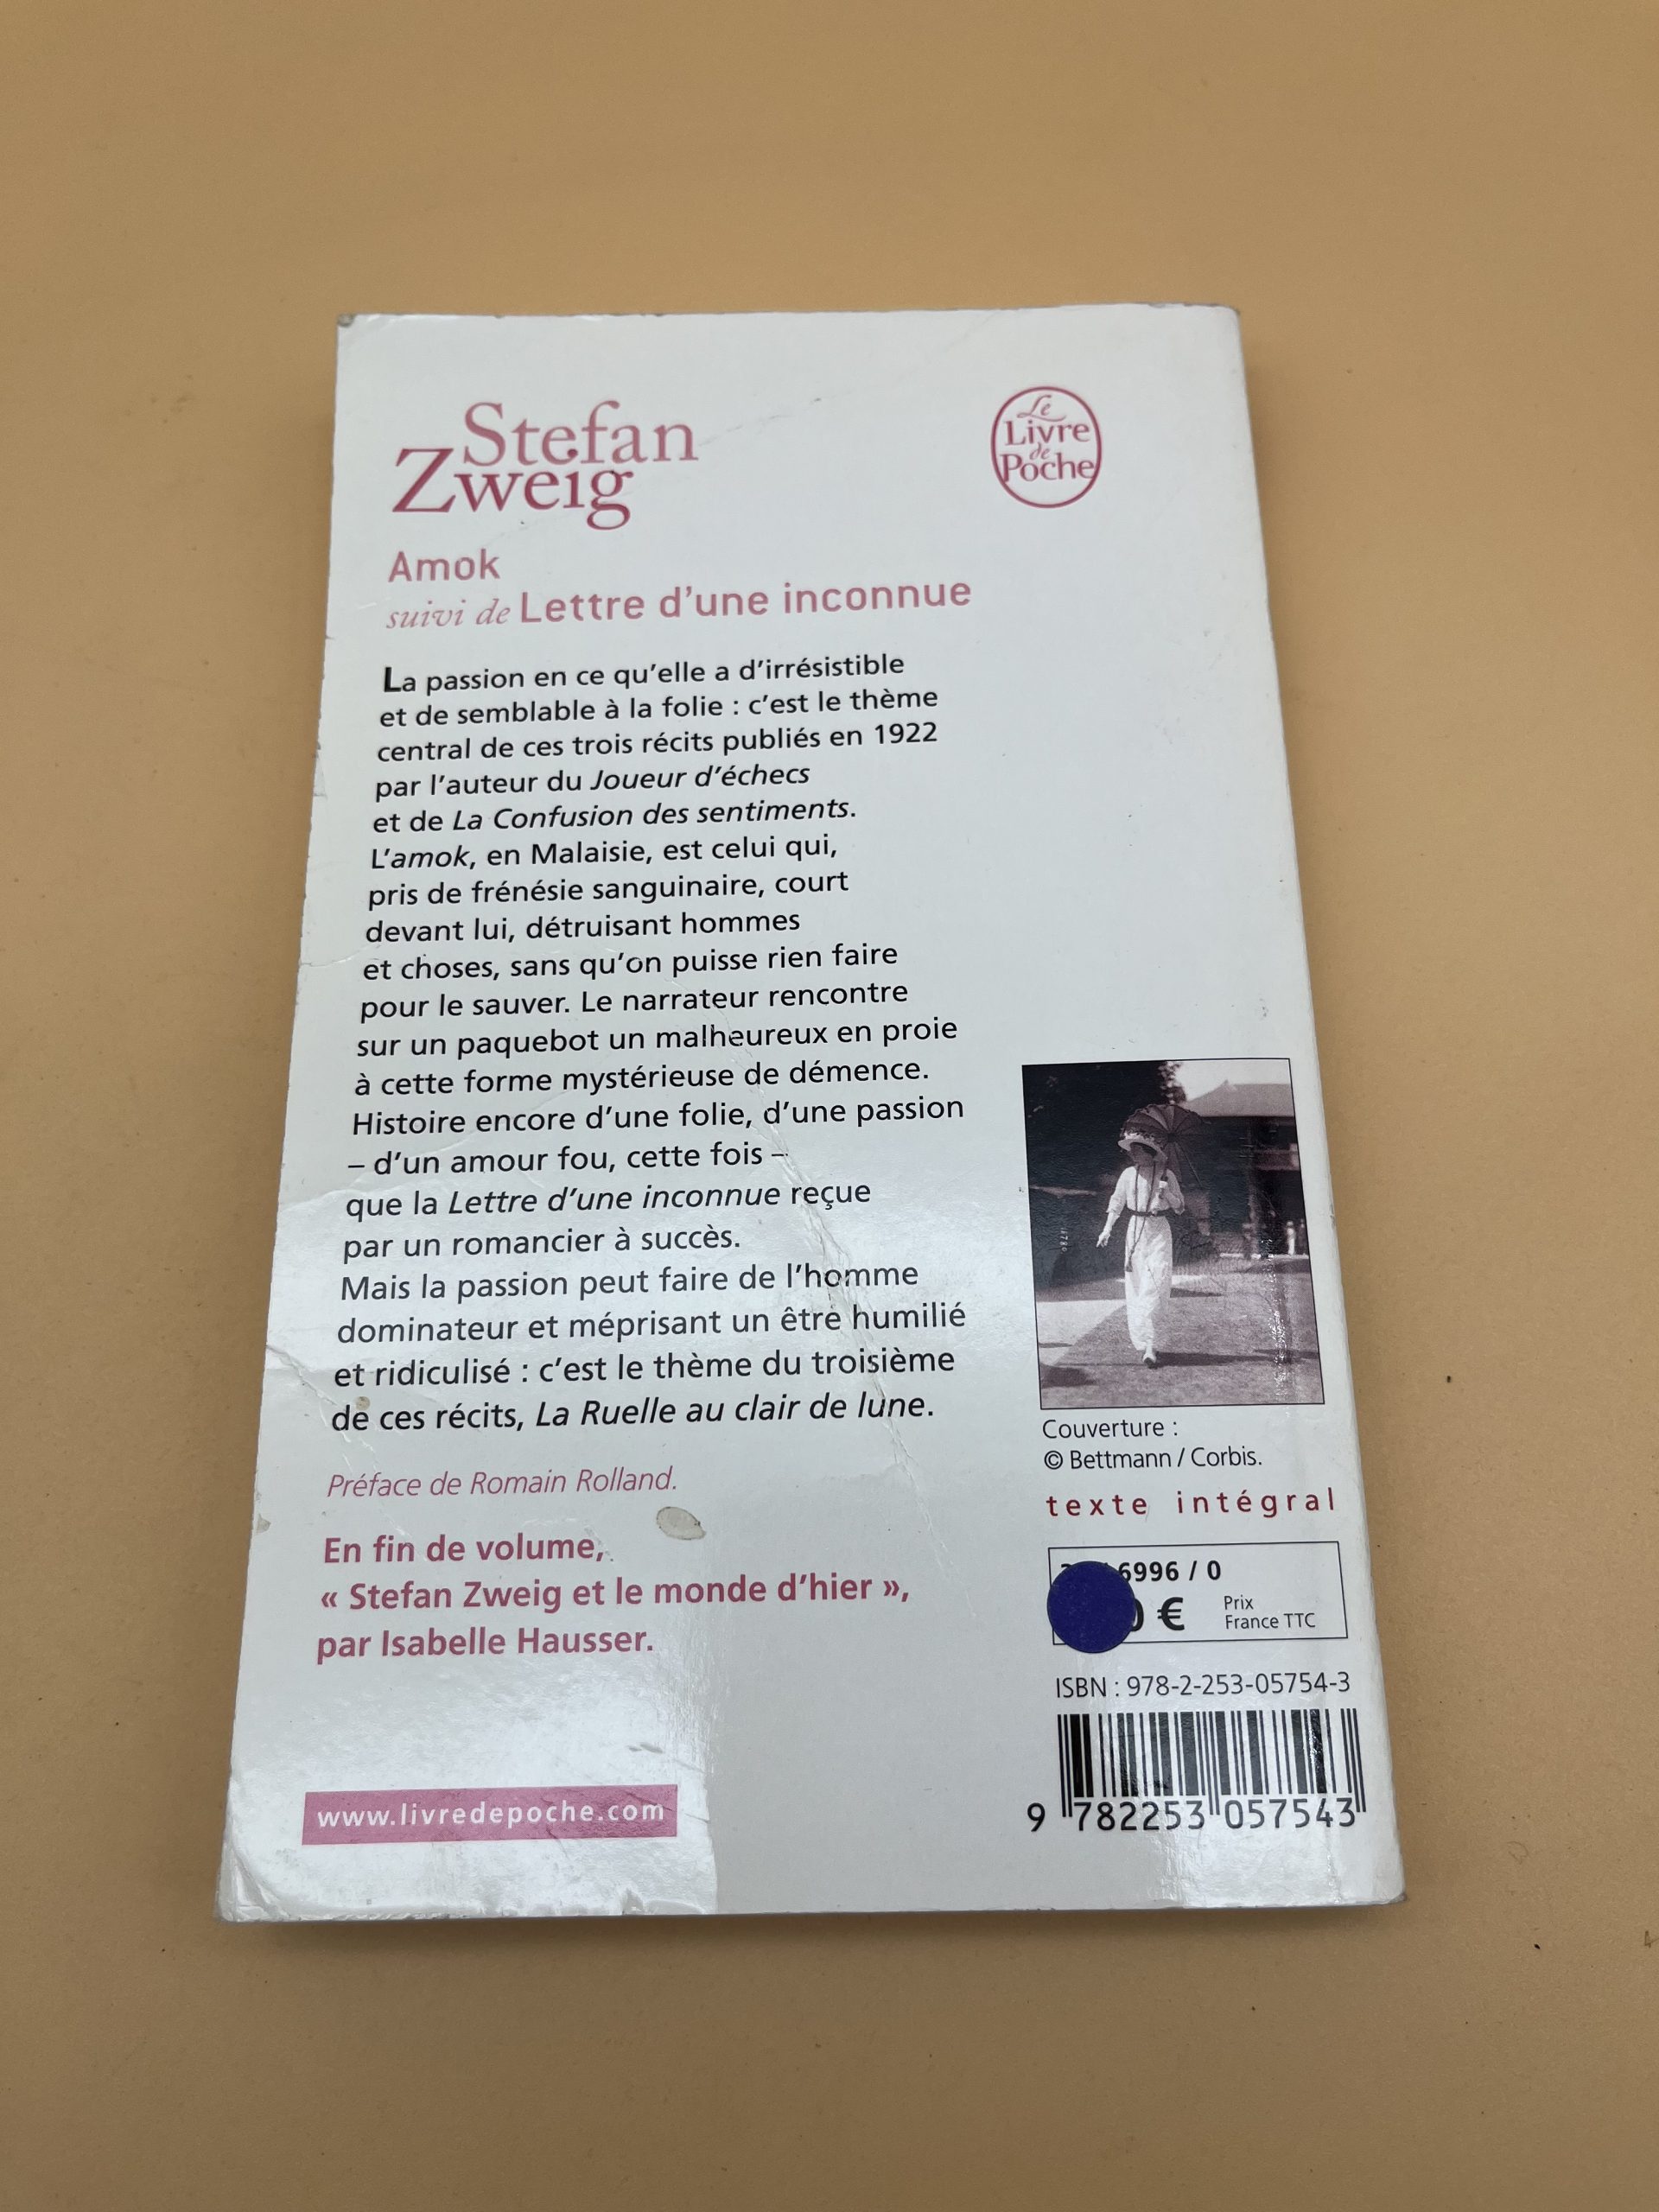 Stefan
Zweig
Le
Livre
de
Poche
Amok
suivi de Lettre d'une inconnue
La passion en ce qu'elle a d'irrésistible
et de semblable à la folie : c'est le thème
central de ces trois récits publiés en 1922
par l'auteur du Joueur d'échecs
et de La Confusion des sentiments.
L'amok, en Malaisie, est celui qui,
pris de frénésie sanguinaire, court
devant lui, détruisant hommes
et choses, sans qu'on puisse rien faire
pour le sauver. Le narrateur rencontre
sur un paquebot un malheureux en proie
à cette forme mystérieuse de démence.
Histoire encore d'une folie, d'une passion
– d'un amour fou, cette fois –
que la Lettre d'une inconnue reçue
par un romancier à succès.
Mais la passion peut faire de l'homme
dominateur et méprisant un être humilié
et ridiculisé : c'est le thème du troisième
de ces récits, La Ruelle au clair de lune.
Préface de Romain Rolland.
En fin de volume,
« Stefan Zweig et le monde d'hier »,
par Isabelle Hausser.
www.livredepoche.com
Couverture :
© Bettmann / Corbis.
texte intégral
6996 / 0
€ Prix
France TTC
ISBN : 978-2-253-05754-3
9 782253 057543